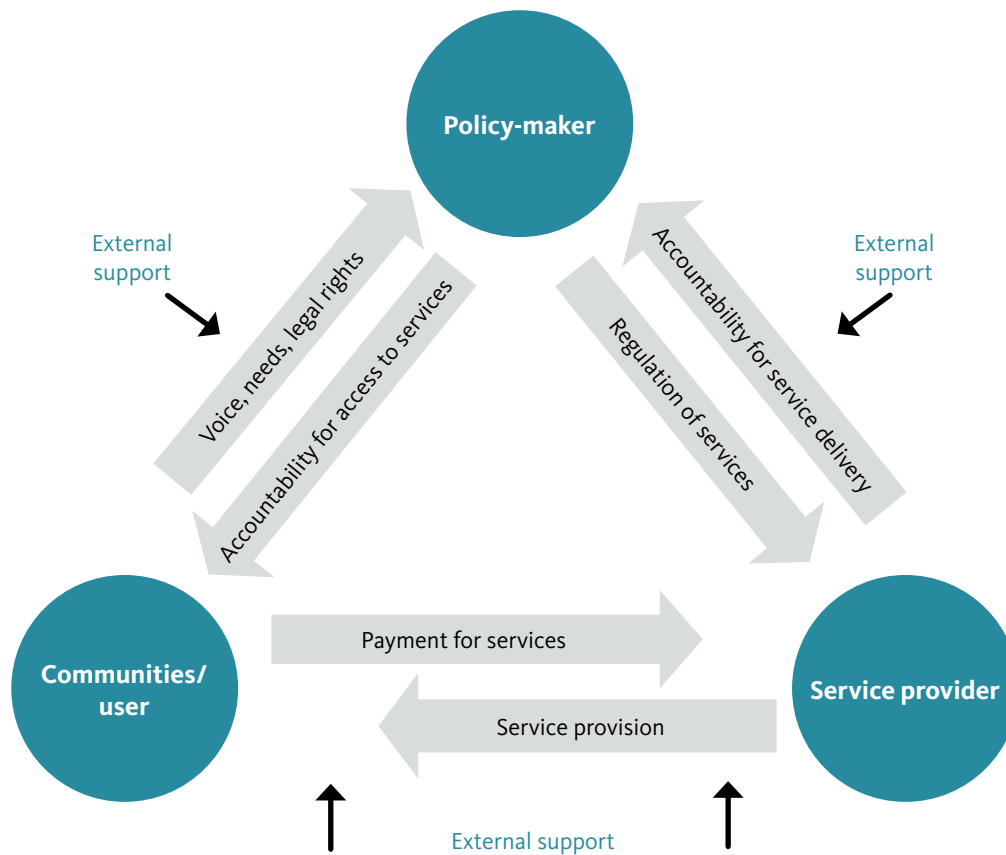 Policy-maker
External
support
External
support
Voice, needs, legal rights
Accountability for access to services
Regulation of services
Accountability for service delivery
Communities/
user
Payment for services
Service provision
Service provider
External support